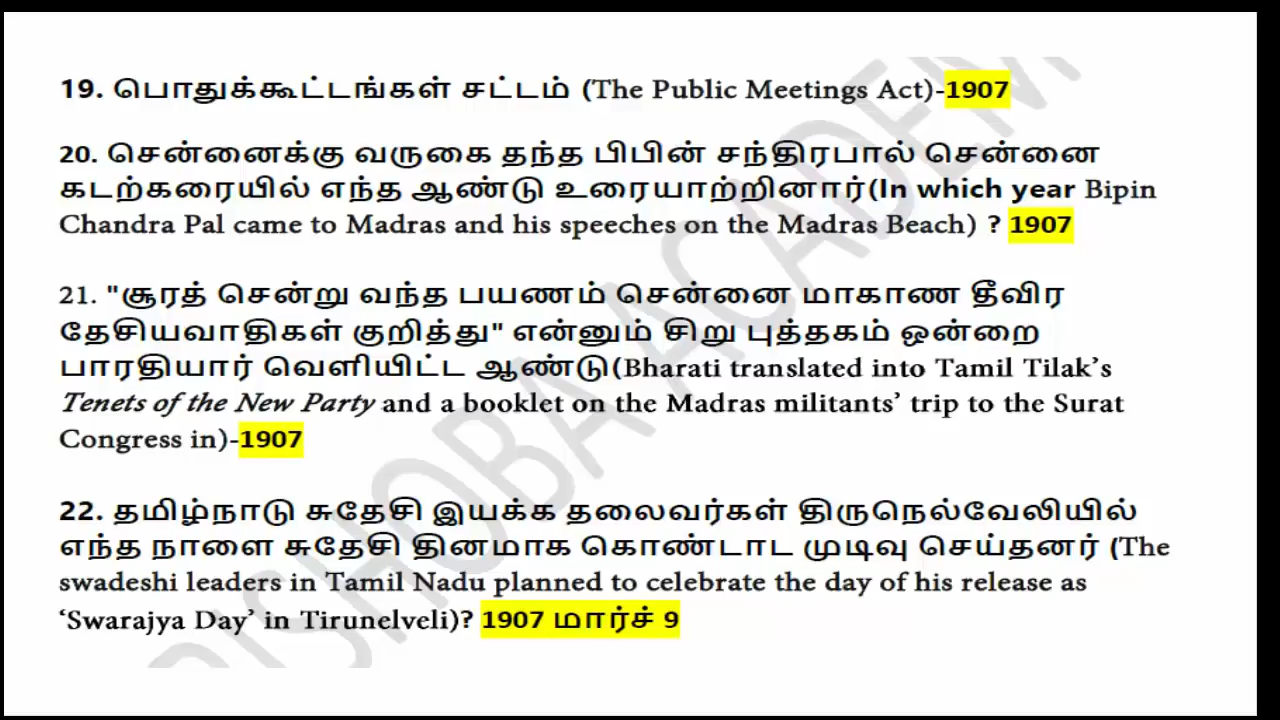 19. பொதுக்கூட்டங்கள் சட்டம் (The Public Meetings Act)-1907
20. சென்னைக்கு வருகை தந்த பிபின் சந்திரபால் சென்னை
கடற்கரையில் எந்த ஆண்டு உரையாற்றினார்(In which year Bipin
Chandra Pal came to Madras and his speeches on the Madras Beach) ? 1907
21. "சூரத் சென்று வந்த பயணம் சென்னை மாகாண தீவிர
தேசியவாதிகள் குறித்து" என்னும் சிறு புத்தகம் ஒன்றை
பாரதியார் வெளியிட்ட ஆண்டு(Bharati translated into Tamil Tilak’s
Tenets of the New Party and a booklet on the Madras militants’ trip to the Surat
Congress in)-1907
22. தமிழ்நாடு சுதேசி இயக்க தலைவர்கள் திருநெல்வேலியில்
எந்த நாளை சுதேசி தினமாக கொண்டாட முடிவு செய்தனர் (The
swadeshi leaders in Tamil Nadu planned to celebrate the day of his release as
‘Swarajya Day’ in Tirunelveli)? 1907 மார்ச் 9